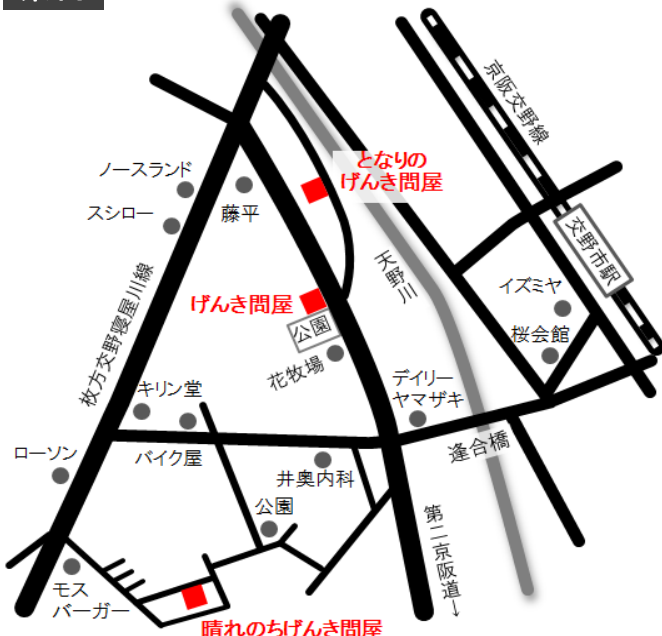 京阪交野線
となりの
げんき問屋
ノースランド
藤平
スシロー
交野市駅
天野川
イズミヤ
げんき問屋
公園
桜会館
枚方交野寝屋川線
花牧場
デイリー
ヤマザキ
キリン堂
バイク屋
逢合橋
ローソン
井奥内科
公園
第二京阪道→
モス
バーガー
晴れのちげんき問屋